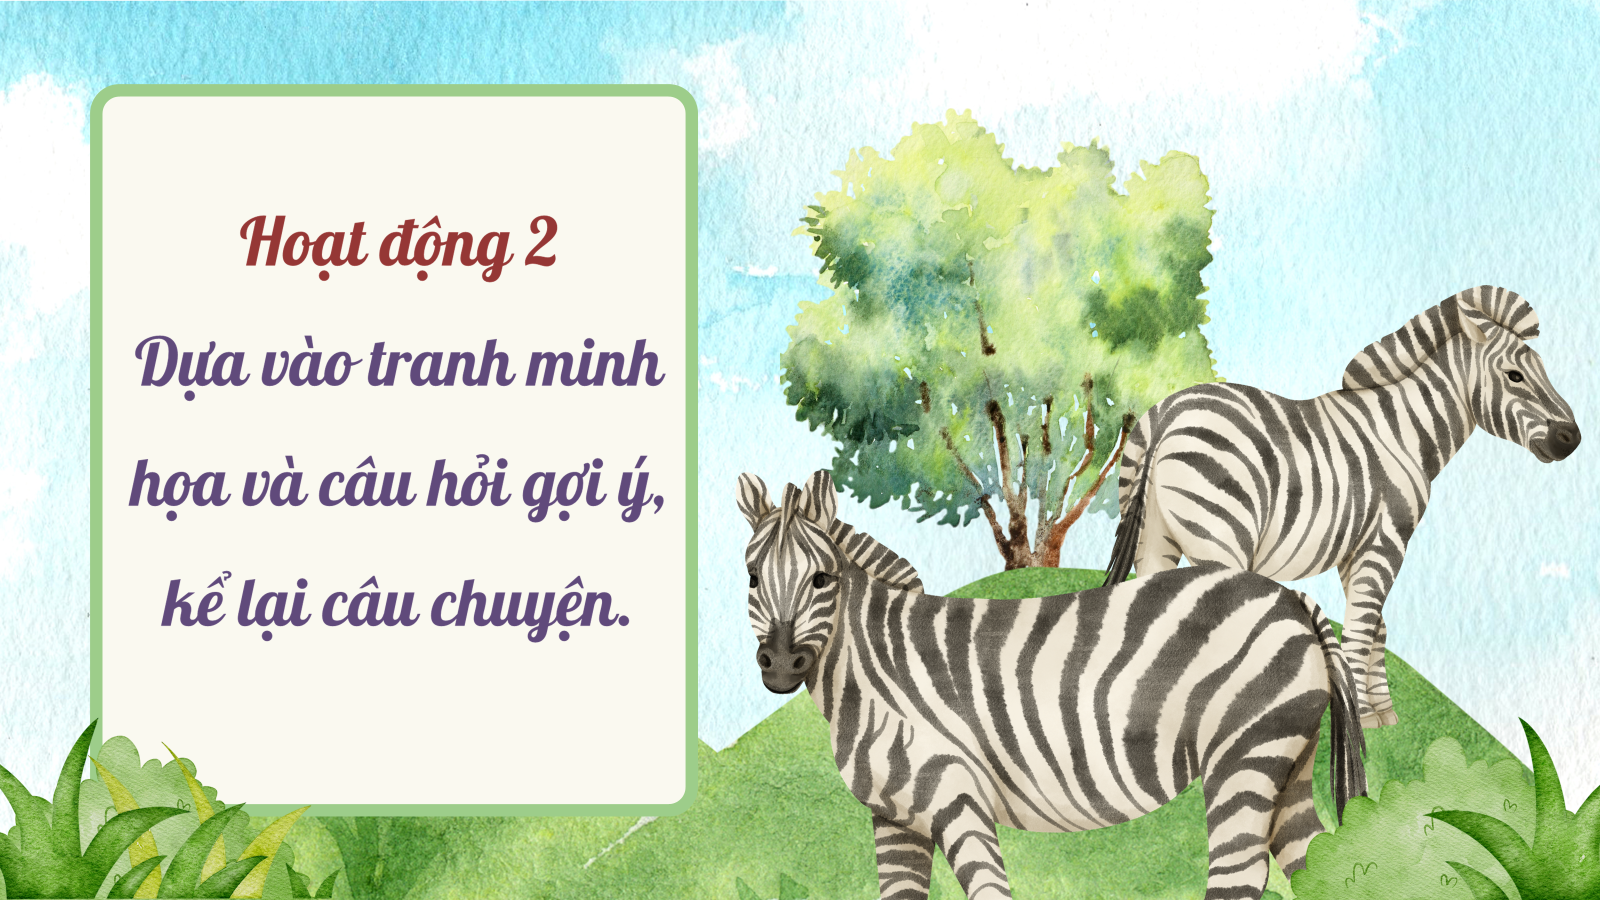 Hoạt động 2
Dựa vào tranh minh
họa và câu hỏi gợi ý,
kể lại câu chuyện.